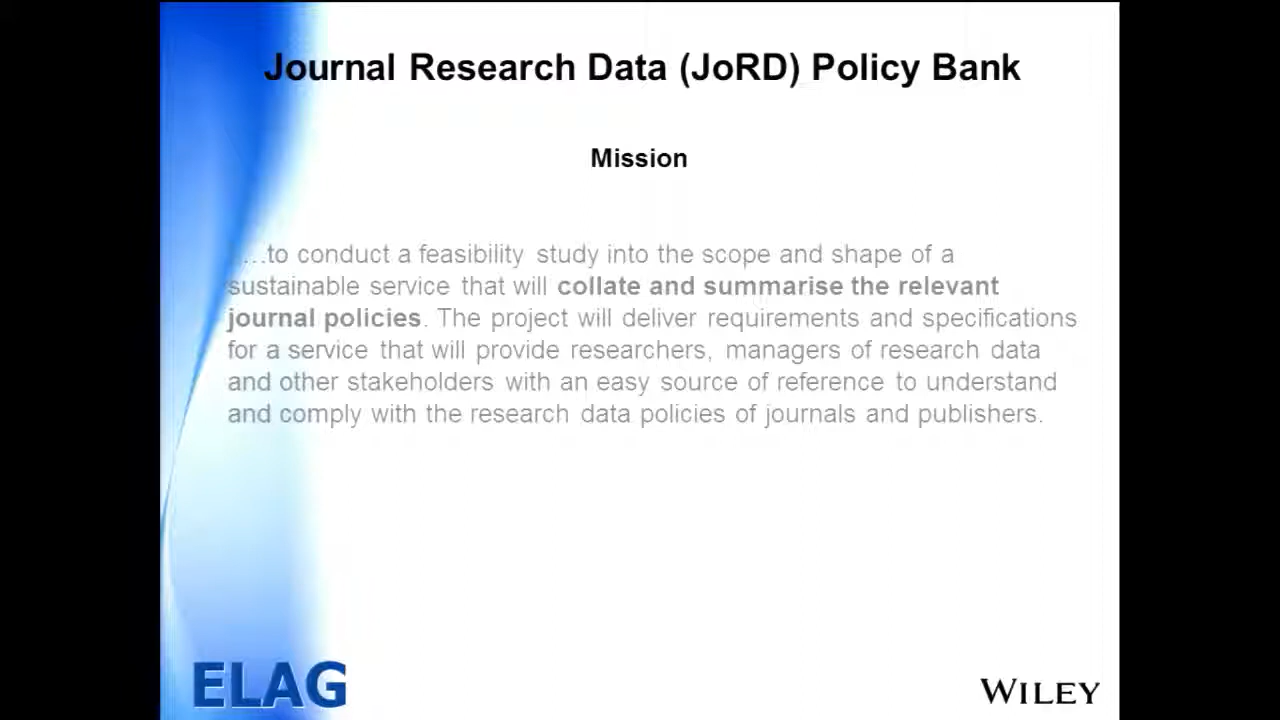 Journal Research Data (JoRD) Policy Bank
Mission
…to conduct a feasibility study into the scope and shape of a
sustainable service that will collate and summarise the relevant
journal policies. The project will deliver requirements and specifications
for a service that will provide researchers, managers of research data
and other stakeholders with an easy source of reference to understand
and comply with the research data policies of journals and publishers.
ELAG
WILEY